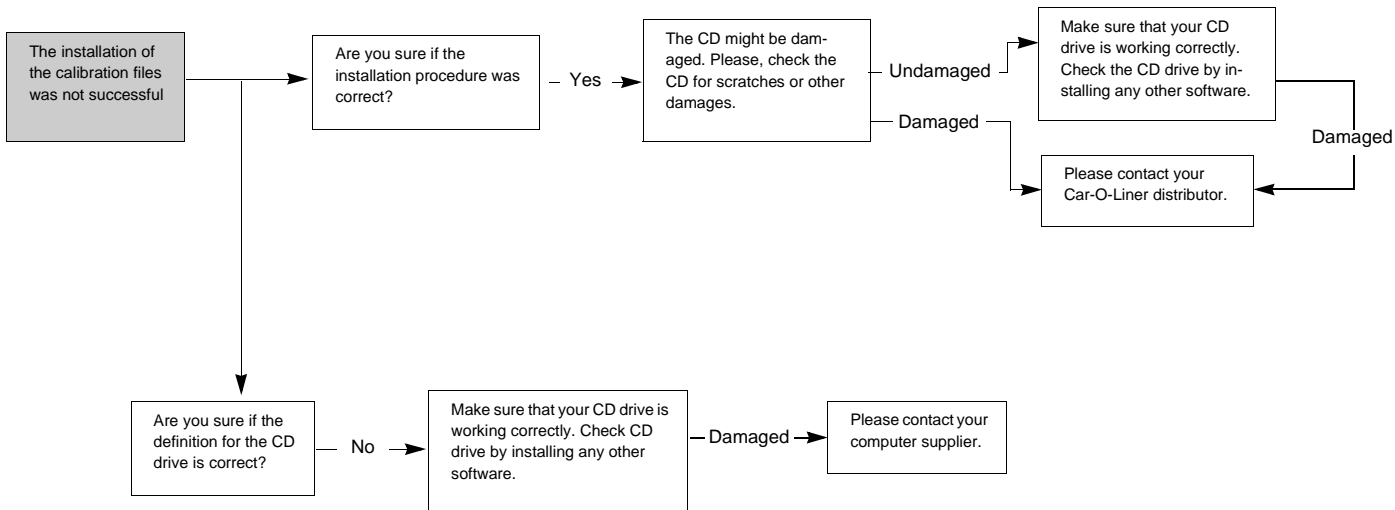 The installation of
the calibration files
was not successful
Are you sure if the
installation procedure was
correct?
Yes
The CD might be dam-
aged. Please, check the
CD for scratches or other
damages.
Undamaged
Damaged
Make sure that your CD
drive is working correctly.
Check the CD drive by in-
stalling any other software.
Damaged
Please contact your
Car-O-Liner distributor.
Are you sure if the
definition for the CD
drive is correct?
No
Make sure that your CD drive is
working correctly. Check CD
drive by installing any other
software.
Damaged
Please contact your
computer supplier.